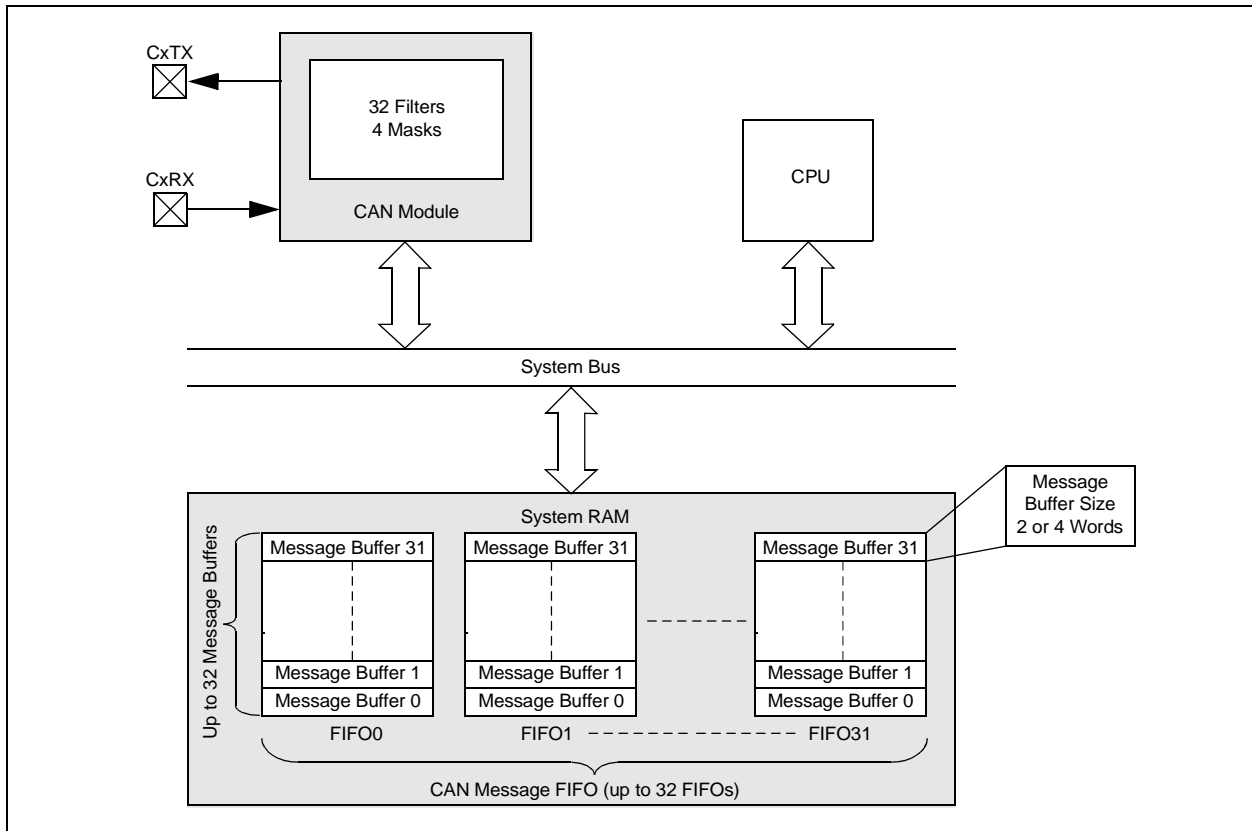 CxTX
32 Filters
4 Masks
CxRX
CAN Module
CPU
System Bus
Message
Buffer Size
2 or 4 Words
System RAM
Up to 32 Message Buffers
Message Buffer 31
Message Buffer 31
Message Buffer 31
Message Buffer 1
Message Buffer 1
Message Buffer 1
Message Buffer 0
Message Buffer 0
Message Buffer 0
FIFO0
FIFO1
FIFO31
CAN Message FIFO (up to 32 FIFOs)